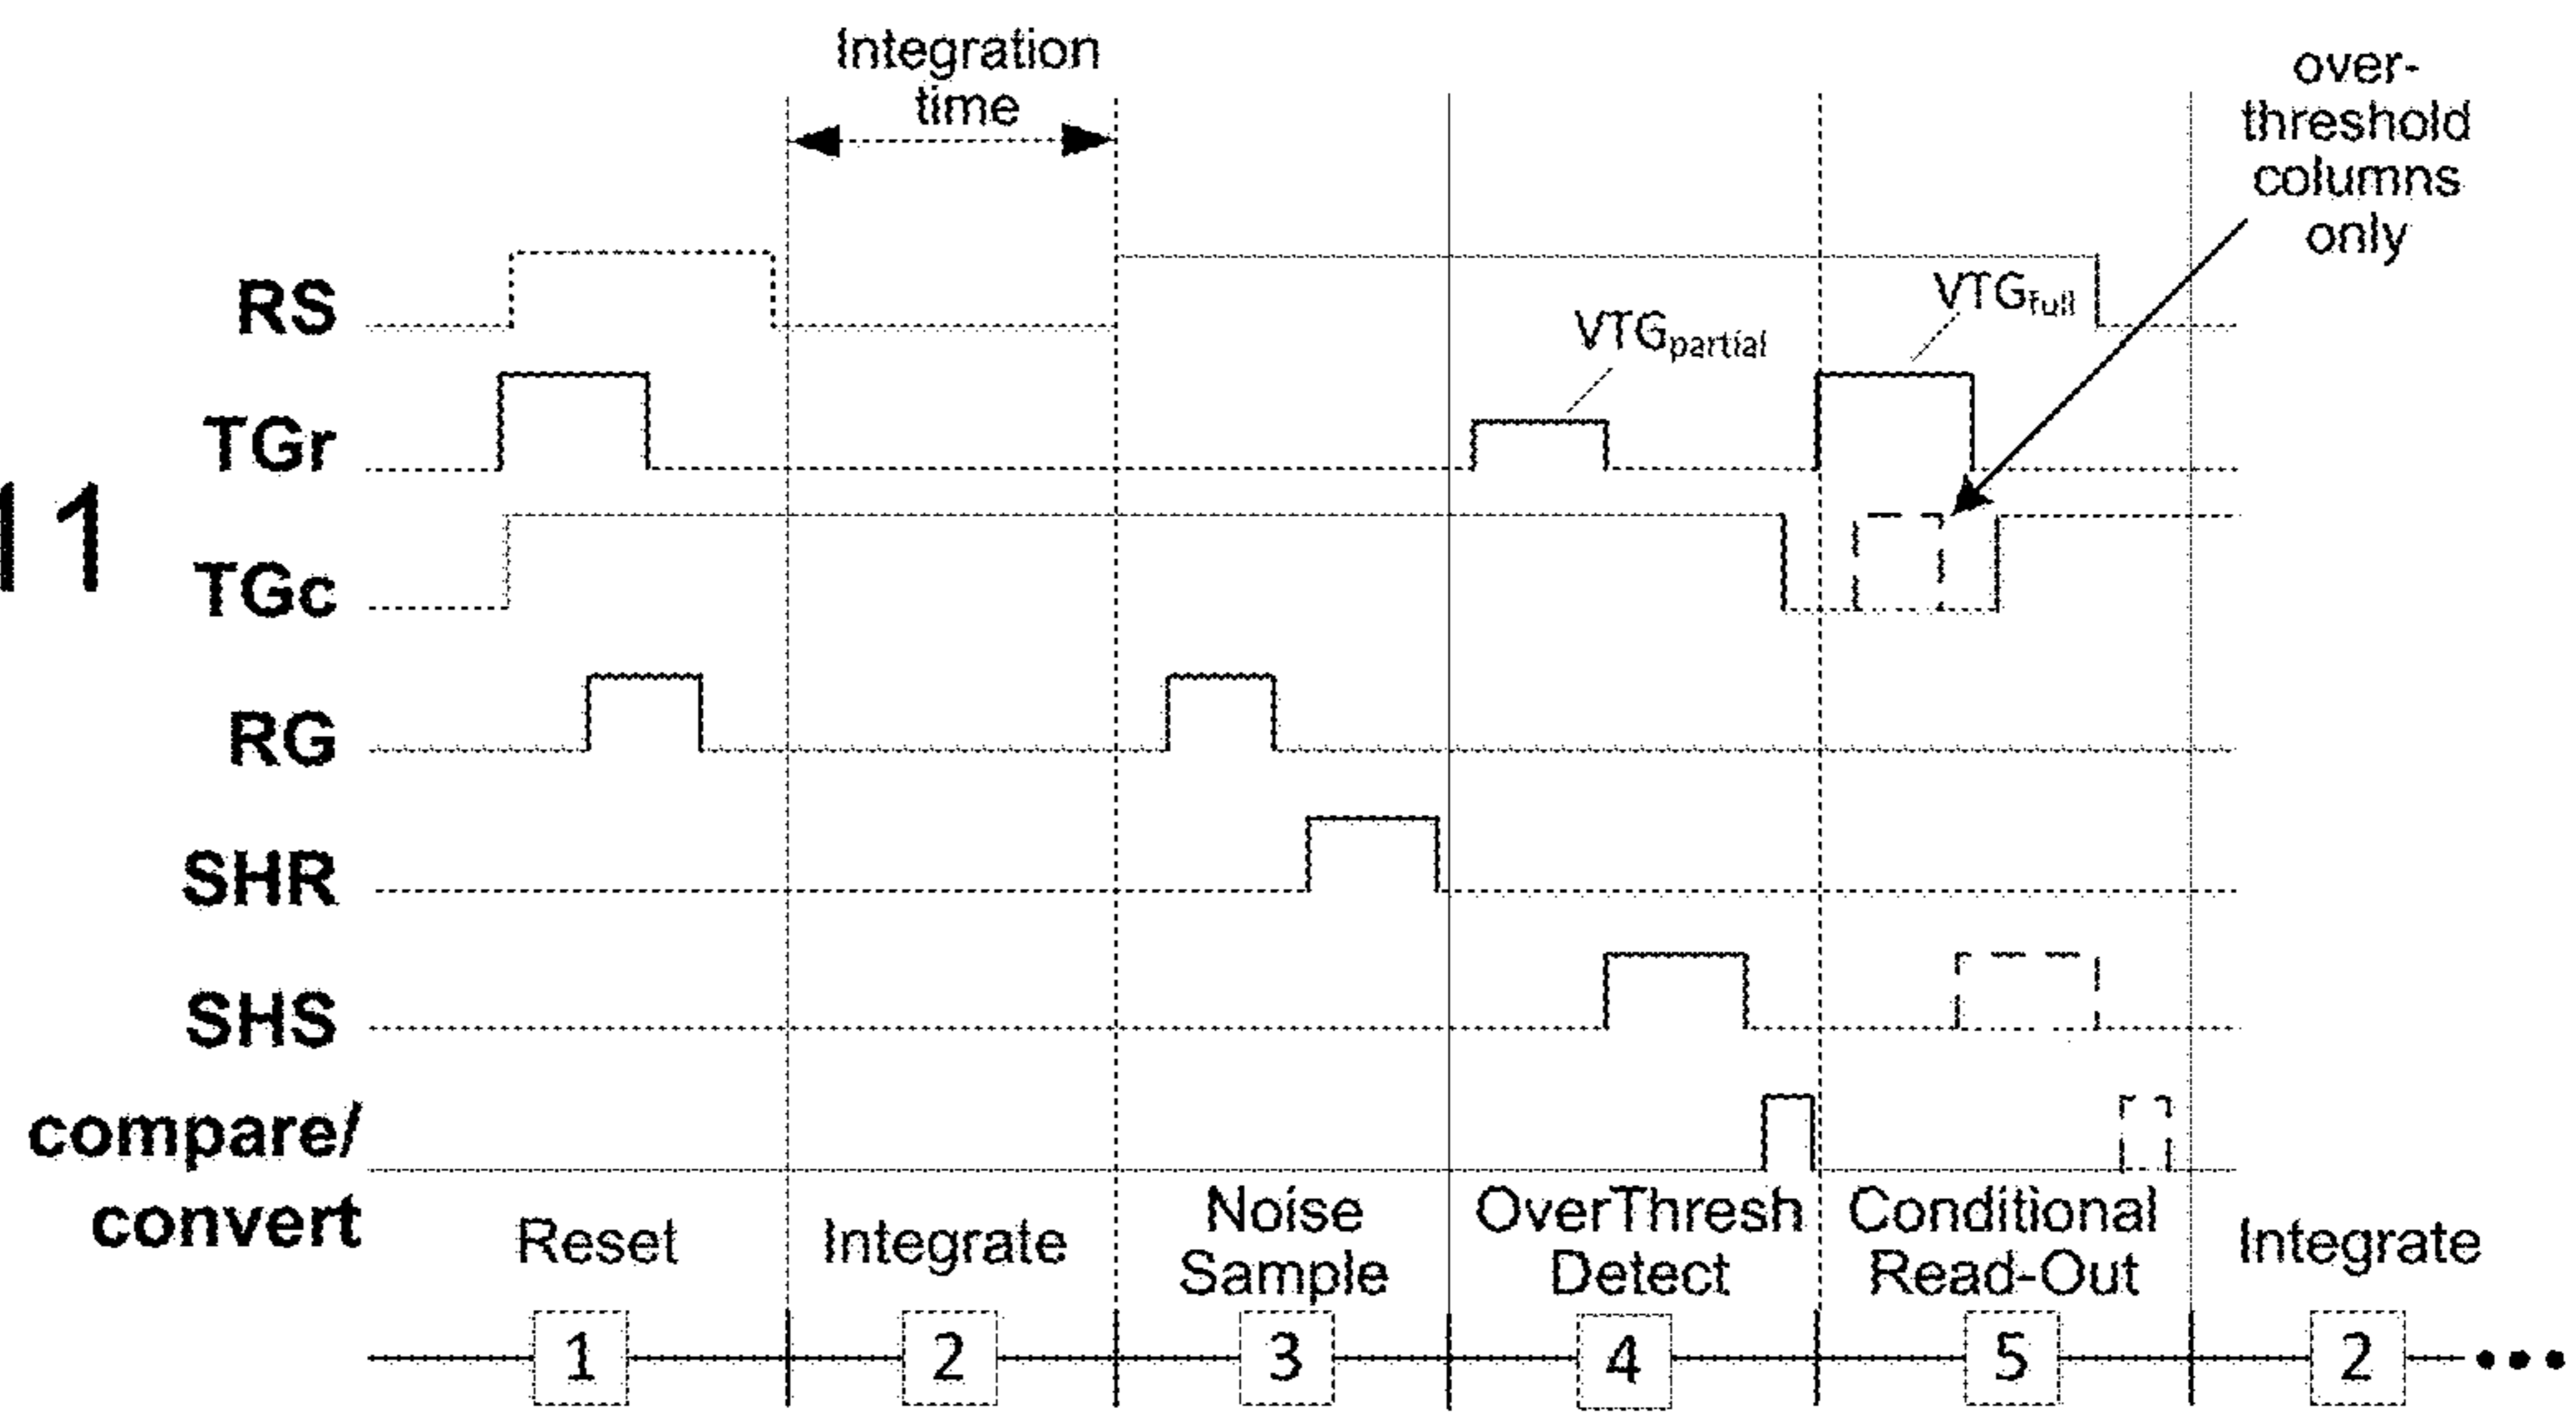 Integration
time
over-
threshold
columns
only
RS
VTGpartial
VTGfull
TGr
11
TGc
RG
SHR
SHS
compare/
convert
Reset
Integrate
Noise
Sample
OverThresh
Detect
Conditional
Read-Out
Integrate
1
2
3
4
5
2
•••